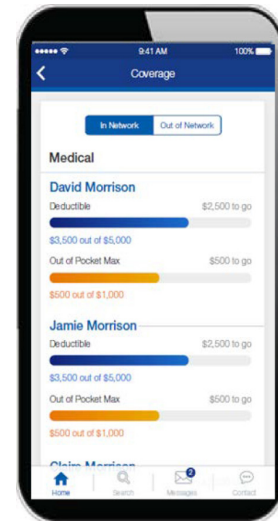 9:41 AM
100%
Coverage
In Network
Out of Network
Medical
David Morrison
Deductible
$2,500 to go
$3,500 out of $5,000
Out of Pocket Max
$500 to go
$500 out of $1,000
Jamie Morrison
Deductible
$2,500 to go
$3,500 out of $5,000
Out of Pocket Max
$500 to go
$500 out of $1,000
Claire Morrison
2
Home
Search
Messages
Contact